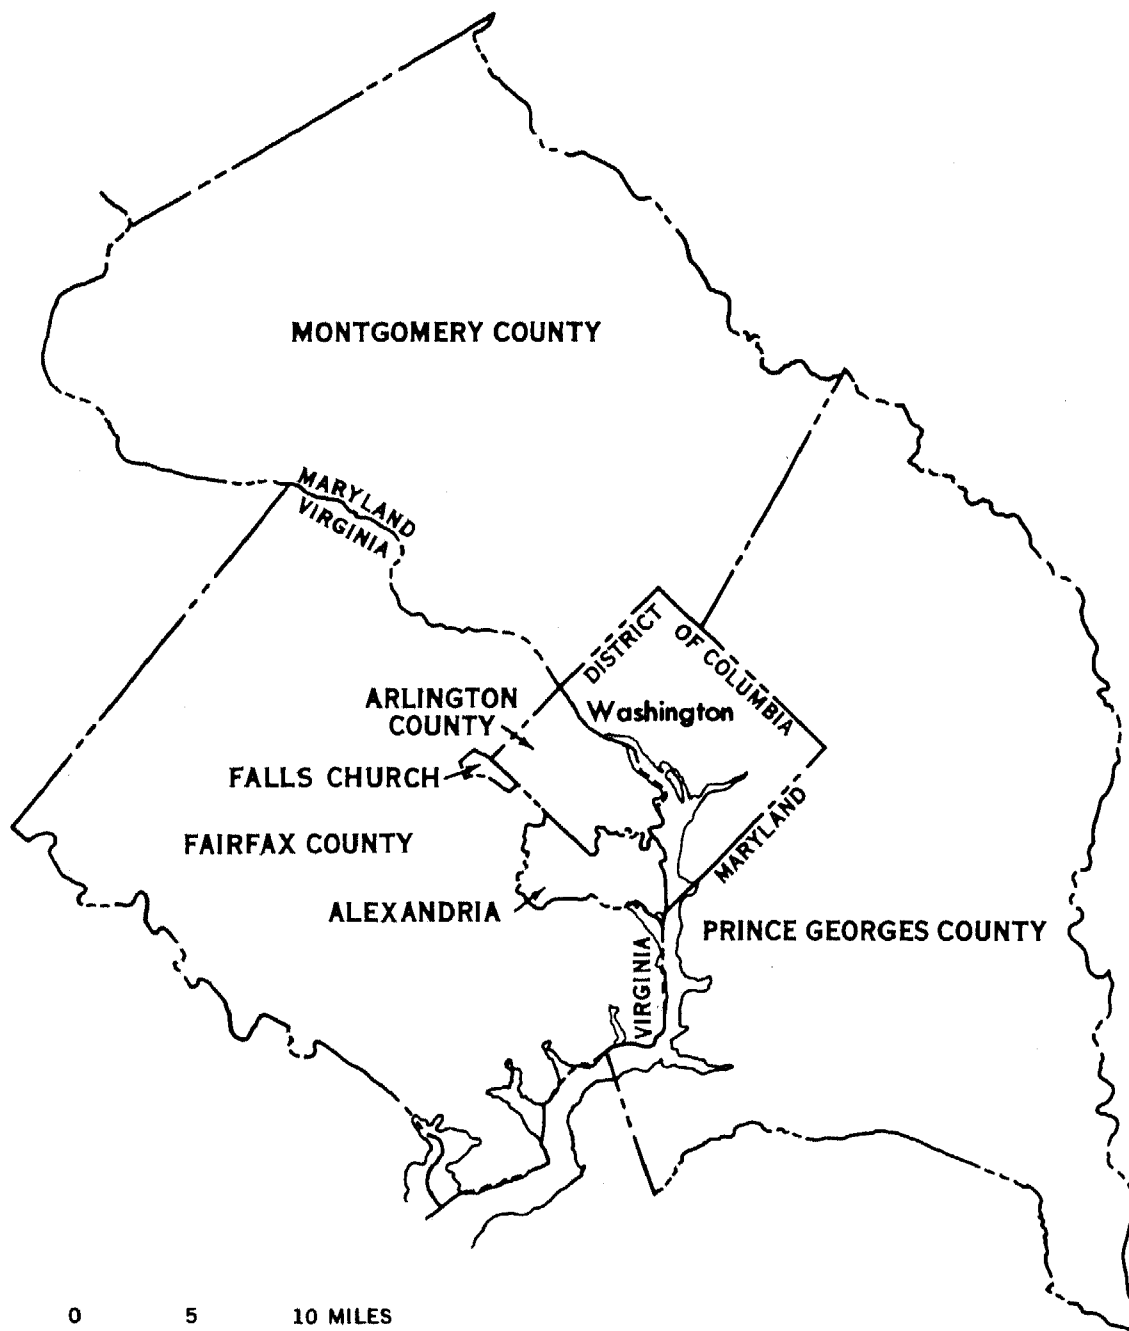 MONTGOMERY COUNTY
MARYLAND
VIRGINIA
DISTRICT
OF COLUMBIA
ARLINGTON
COUNTY
Washington
FALLS CHURCH
MARYLAND
FAIRFAX COUNTY
ALEXANDRIA
PRINCE GEORGES COUNTY
VIRGINIA
0 5 10 MILES